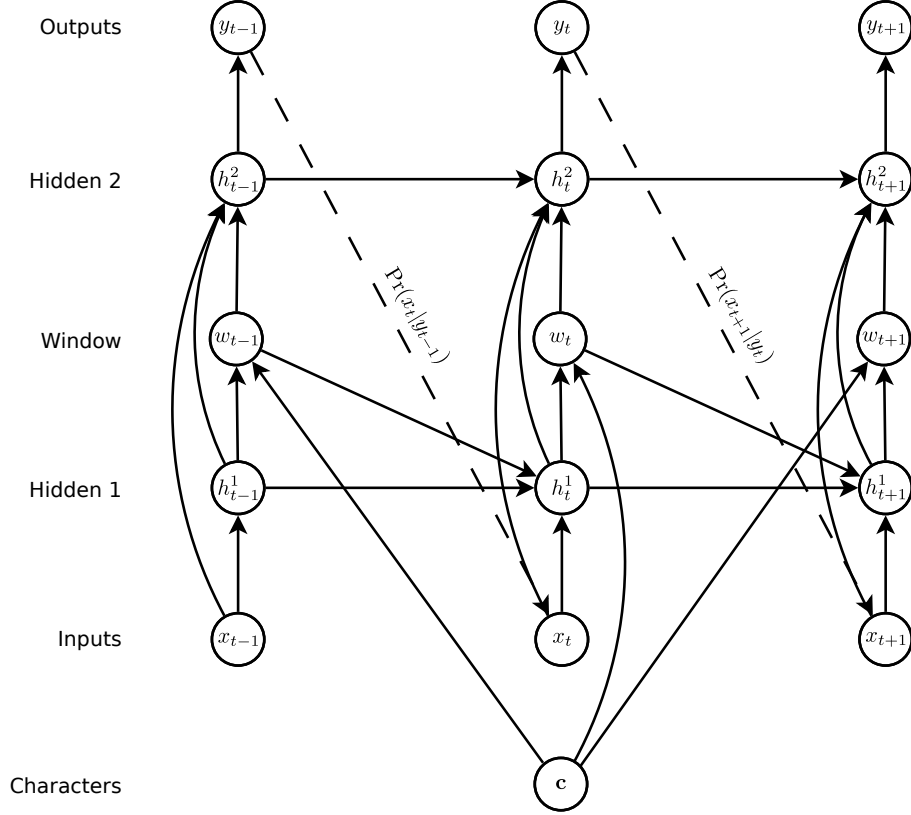 Outputs y_{t−1} y_t y_{t+1}
Hidden 2 h^2_{t−1} h^2_t h^2_{t+1}
Pr(x_t|y_{t−1}) Pr(x_{t+1}|y_t)
Window w_{t−1} w_t w_{t+1}
Hidden 1 h^1_{t−1} h^1_t h^1_{t+1}
Inputs x_{t−1} x_t x_{t+1}
Characters c